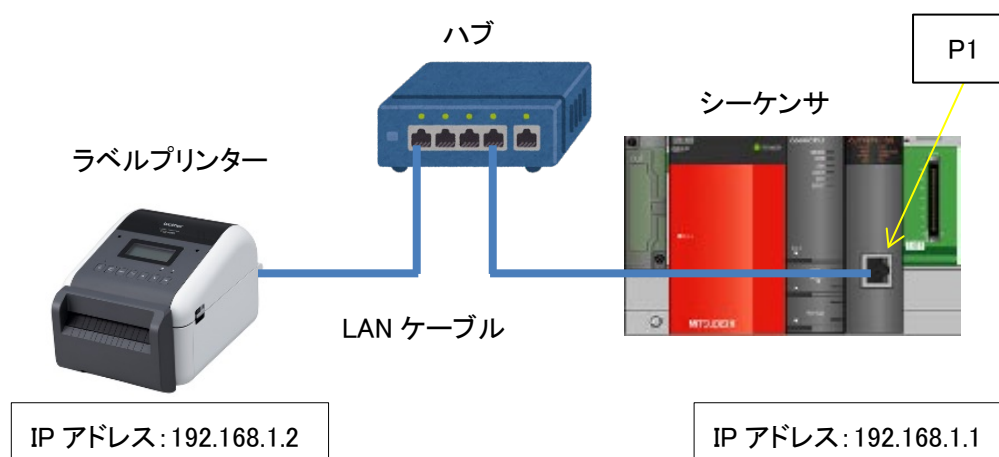 ハブ
P1
シーケンサ
ラベルプリンター
brother
MITSUBISHI
LAN ケーブル
IP アドレス：192.168.1.2
IP アドレス：192.168.1.1